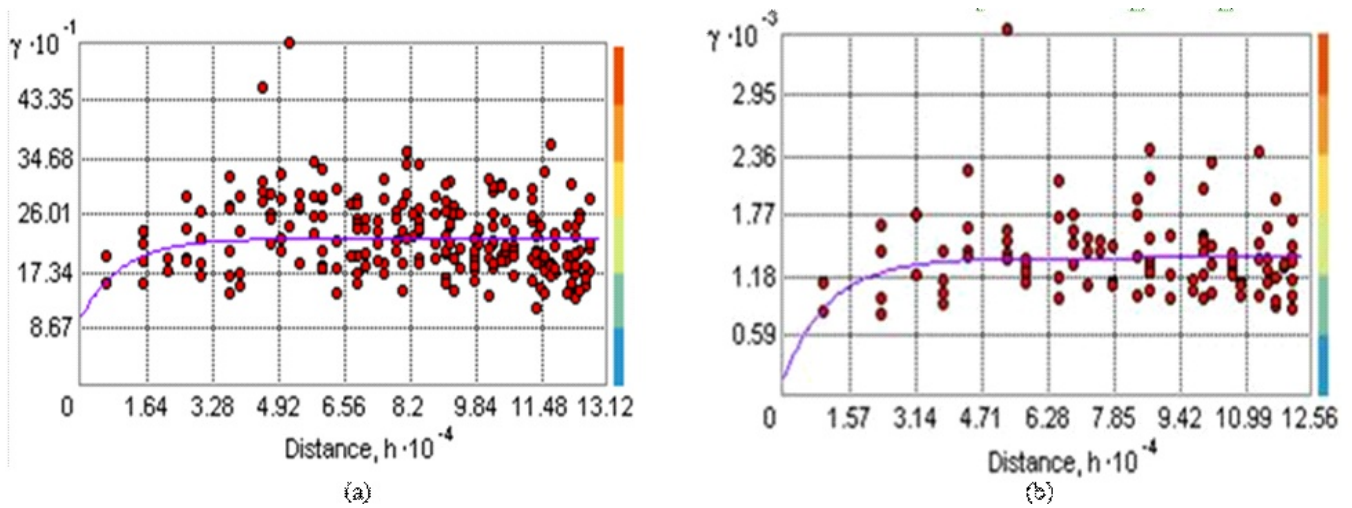 γ ·10⁻¹
43.35
34.68
26.01
17.34
8.67
0 1.64 3.28 4.92 6.56 8.2 9.84 11.48 13.12
Distance, h ·10⁻⁴
(a)
γ ·10⁻³
2.95
2.36
1.77
1.18
0.59
0 1.57 3.14 4.71 6.28 7.85 9.42 10.99 12.56
Distance, h ·10⁻⁴
(b)